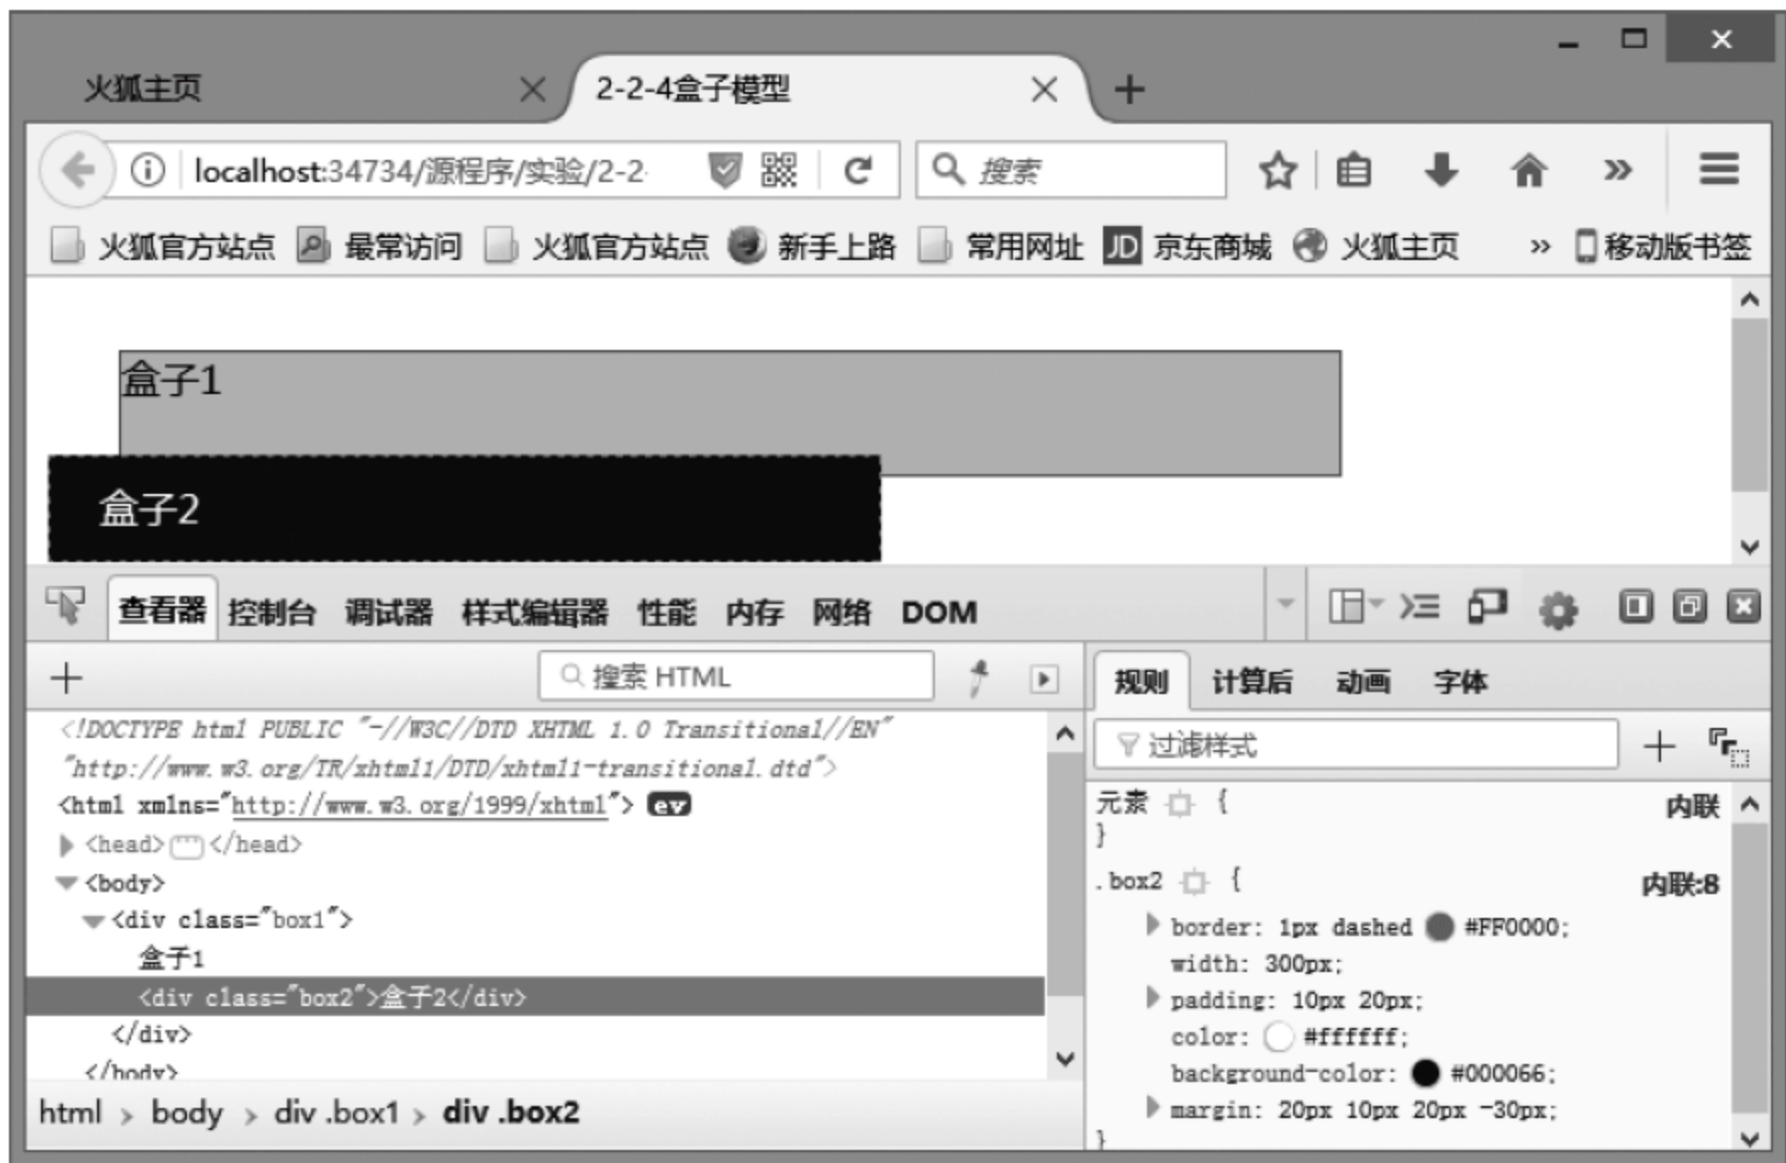 火狐主页 2-2-4盒子模型
localhost:34734/源程序/实验/2-2- 搜索
火狐官方站点 最常访问 火狐官方站点 新手上路 常用网址 JD 京东商城 火狐主页 » 移动版书签
盒子1
盒子2
查看器 控制台 调试器 样式编辑器 性能 内存 网络 DOM
搜索 HTML
<!DOCTYPE html PUBLIC "-//W3C//DTD XHTML 1.0 Transitional//EN"
"http://www.w3.org/TR/xhtml1/DTD/xhtml1-transitional.dtd">
<html xmlns="http://www.w3.org/1999/xhtml"> ev
<head></head>
<body>
<div class="box1">
盒子1
<div class="box2">盒子2</div>
</div>
</body>
html > body > div .box1 > div .box2
规则 计算后 动画 字体
过滤样式
元素 { 内联
}
.box2 { 内联:8
border: 1px dashed #FF0000;
width: 300px;
padding: 10px 20px;
color: #ffffff;
background-color: #000066;
margin: 20px 10px 20px -30px;
}